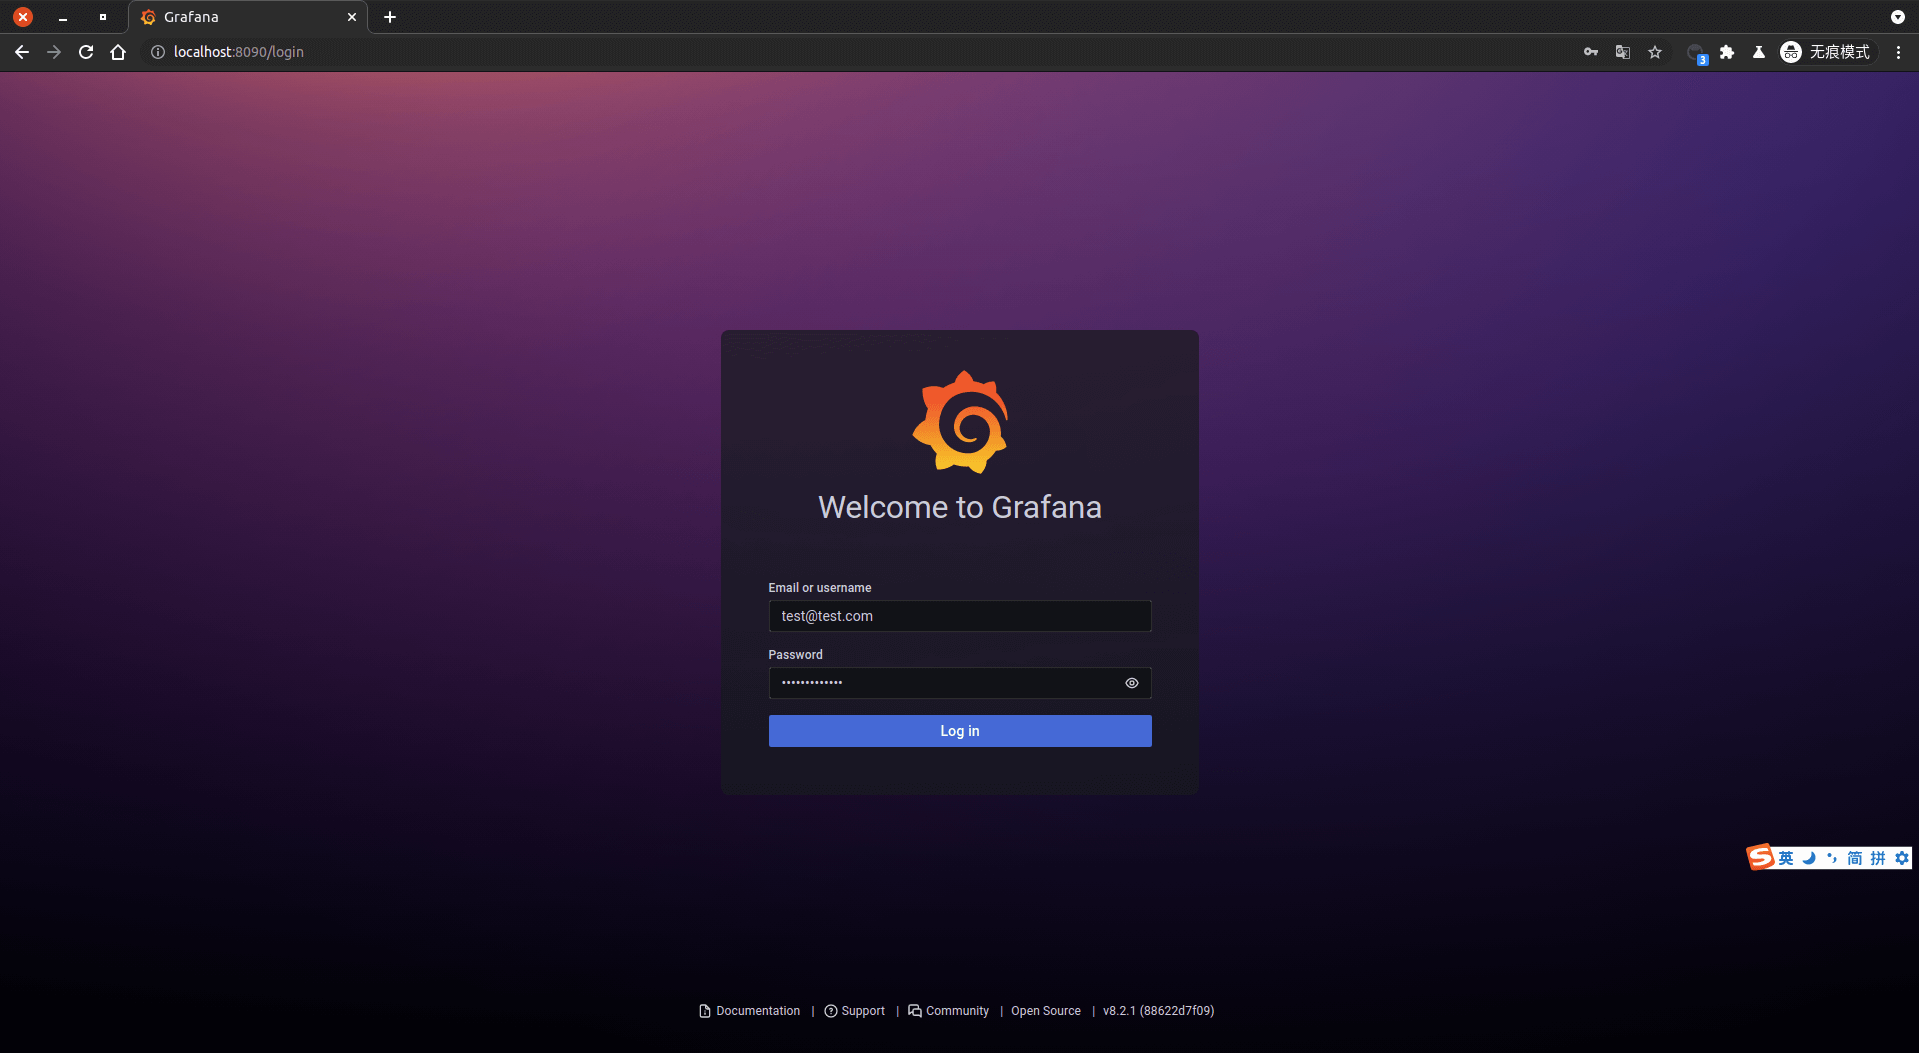 Grafana
localhost:8090/login
3
无痕模式
Welcome to Grafana
Email or username
test@test.com
Password
•••••••••••••
Log in
英 简 拼
Documentation | Support | Community | Open Source | v8.2.1 (88622d7f09)